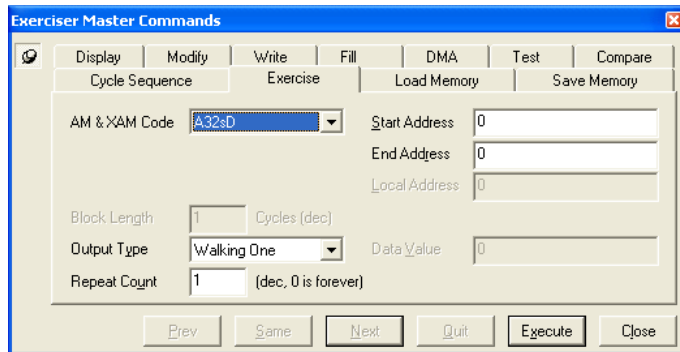 Exerciser Master Commands
Display Modify Write Fill DMA Test Compare
Cycle Sequence Exercise Load Memory Save Memory
AM & XAM Code A32sD Start Address 0
End Address 0
Local Address 0
Block Length 1 Cycles (dec)
Output Type Walking One Data Value 0
Repeat Count 1 (dec, 0 is forever)
Prev Same Next Quit Execute Close